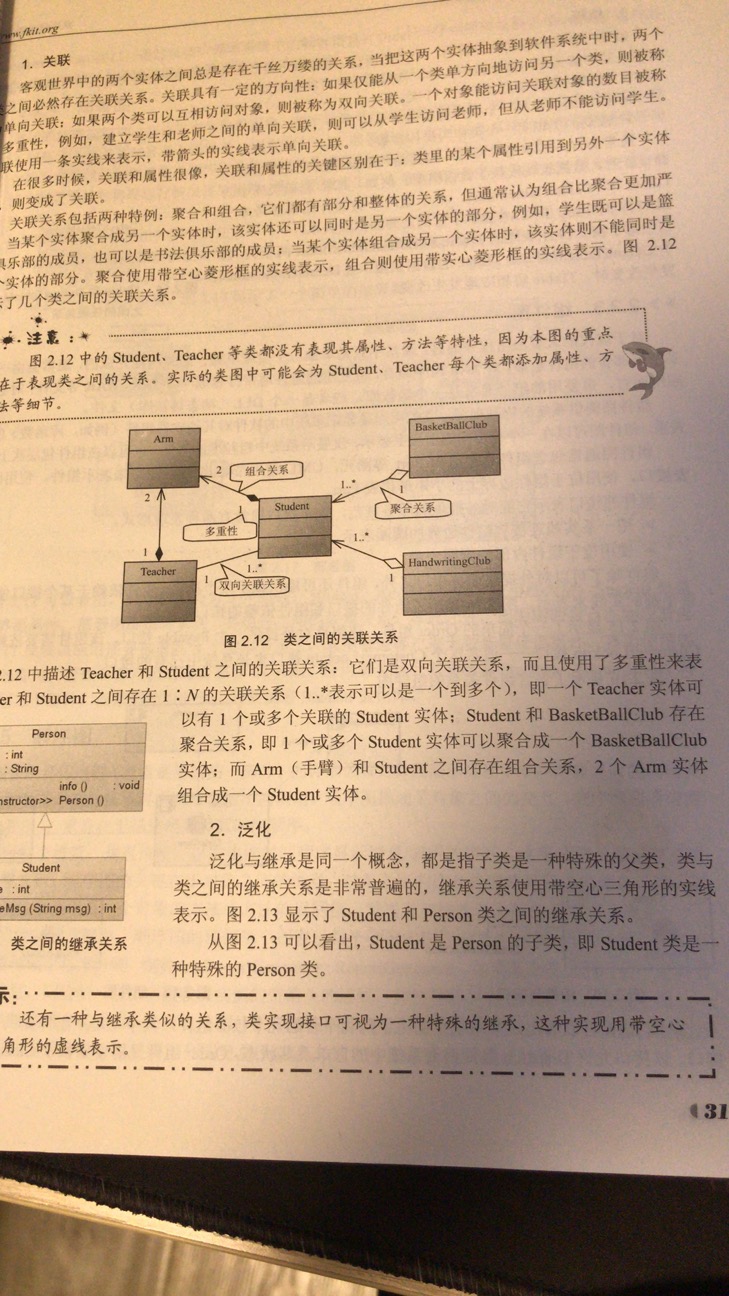 www.fkit.org
1．关联
客观世界中的两个实体之间总是存在千丝万缕的关系，当把这两个实体抽象到软件系统中时，两个
之间必然存在关联关系。关联具有一定的方向性：如果仅能从一个类单方向地访问另一个类，则被称
单向关联；如果两个类可以互相访问对象，则被称为双向关联。一个对象能访问关联对象的数目被称
多重性，例如，建立学生和老师之间的单向关联，则可以从学生访问老师，但从老师不能访问学生。
联使用一条实线来表示，带箭头的实线表示单向关联。
在很多时候，关联和属性很像，关联和属性的关键区别在于：类里的某个属性引用到另外一个实体
则变成了关联。
关联关系包括两种特例：聚合和组合，它们都有部分和整体的关系，但通常认为组合比聚合更加严
当某个实体聚合成另一个实体时，该实体还可以同时是另一个实体的部分，例如，学生既可以是篮
俱乐部的成员，也可以是书法俱乐部的成员；当某个实体组合成另一个实体时，该实体则不能同时是
个实体的部分。聚合使用带空心菱形框的实线表示，组合则使用带实心菱形框的实线表示。图 2.12
了几个类之间的关联关系。
注意：
图 2.12 中的 Student、Teacher 等类都没有表现其属性、方法等特性，因为本图的重点
在于表现类之间的关系。实际的类图中可能会为 Student、Teacher 每个类都添加属性、方
法等细节。
Arm
BasketBallClub
2
组合关系
1..*
1
2
1
Student
聚合关系
多重性
1..*
1
Teacher
1
1..*
双向关联关系
1
HandwritingClub
图 2.12 类之间的关联关系
2.12 中描述 Teacher 和 Student 之间的关联关系：它们是双向关联关系，而且使用了多重性来表
er 和 Student 之间存在 1∶N 的关联关系（1..*表示可以是一个到多个），即一个 Teacher 实体可
以有 1 个或多个关联的 Student 实体；Student 和 BasketBallClub 存在
聚合关系，即 1 个或多个 Student 实体可以聚合成一个 BasketBallClub
实体；而 Arm（手臂）和 Student 之间存在组合关系，2 个 Arm 实体
组合成一个 Student 实体。
Person
: int
: String
info () : void
nstructor>> Person ()
Student
e : int
eMsg (String msg) : int
类之间的继承关系
2．泛化
泛化与继承是同一个概念，都是指子类是一种特殊的父类，类与
类之间的继承关系是非常普遍的，继承关系使用带空心三角形的实线
表示。图 2.13 显示了 Student 和 Person 类之间的继承关系。
从图 2.13 可以看出，Student 是 Person 的子类，即 Student 类是一
种特殊的 Person 类。
示：
还有一种与继承类似的关系，类实现接口可视为一种特殊的继承，这种实现用带空心
角形的虚线表示。
31